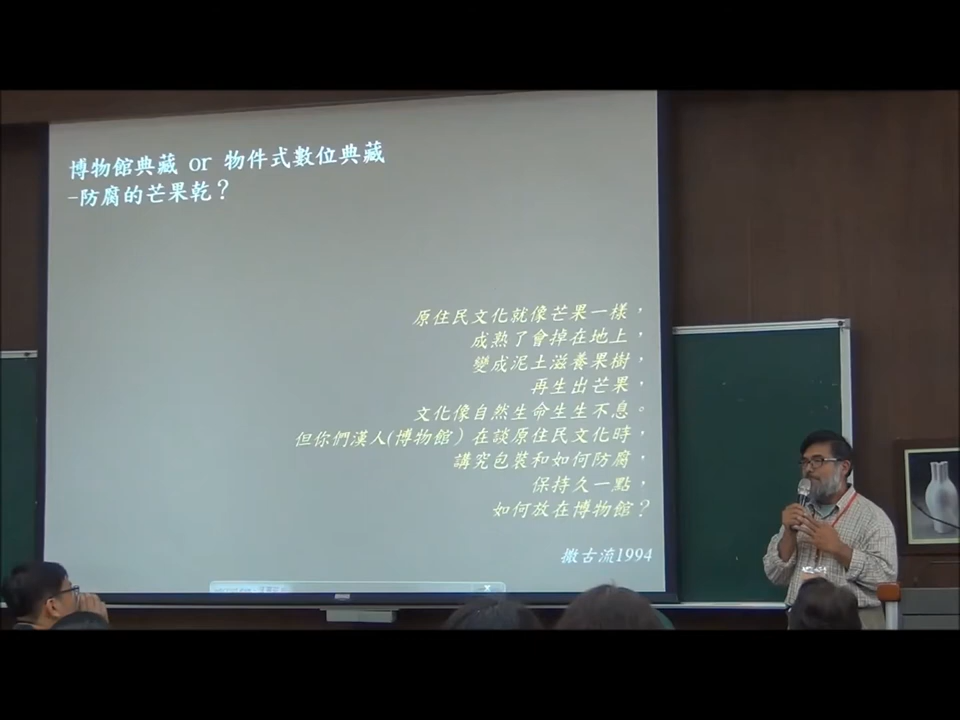 博物館典藏 or 物件式數位典藏
-防腐的芒果乾？
原住民文化就像芒果一樣，
成熟了會掉在地上，
變成泥土滋養果樹，
再生出芒果，
文化像自然生命生生不息。
但你們漢人(博物館）在談原住民文化時，
講究包裝和如何防腐，
保持久一點，
如何放在博物館？
撒古流1994